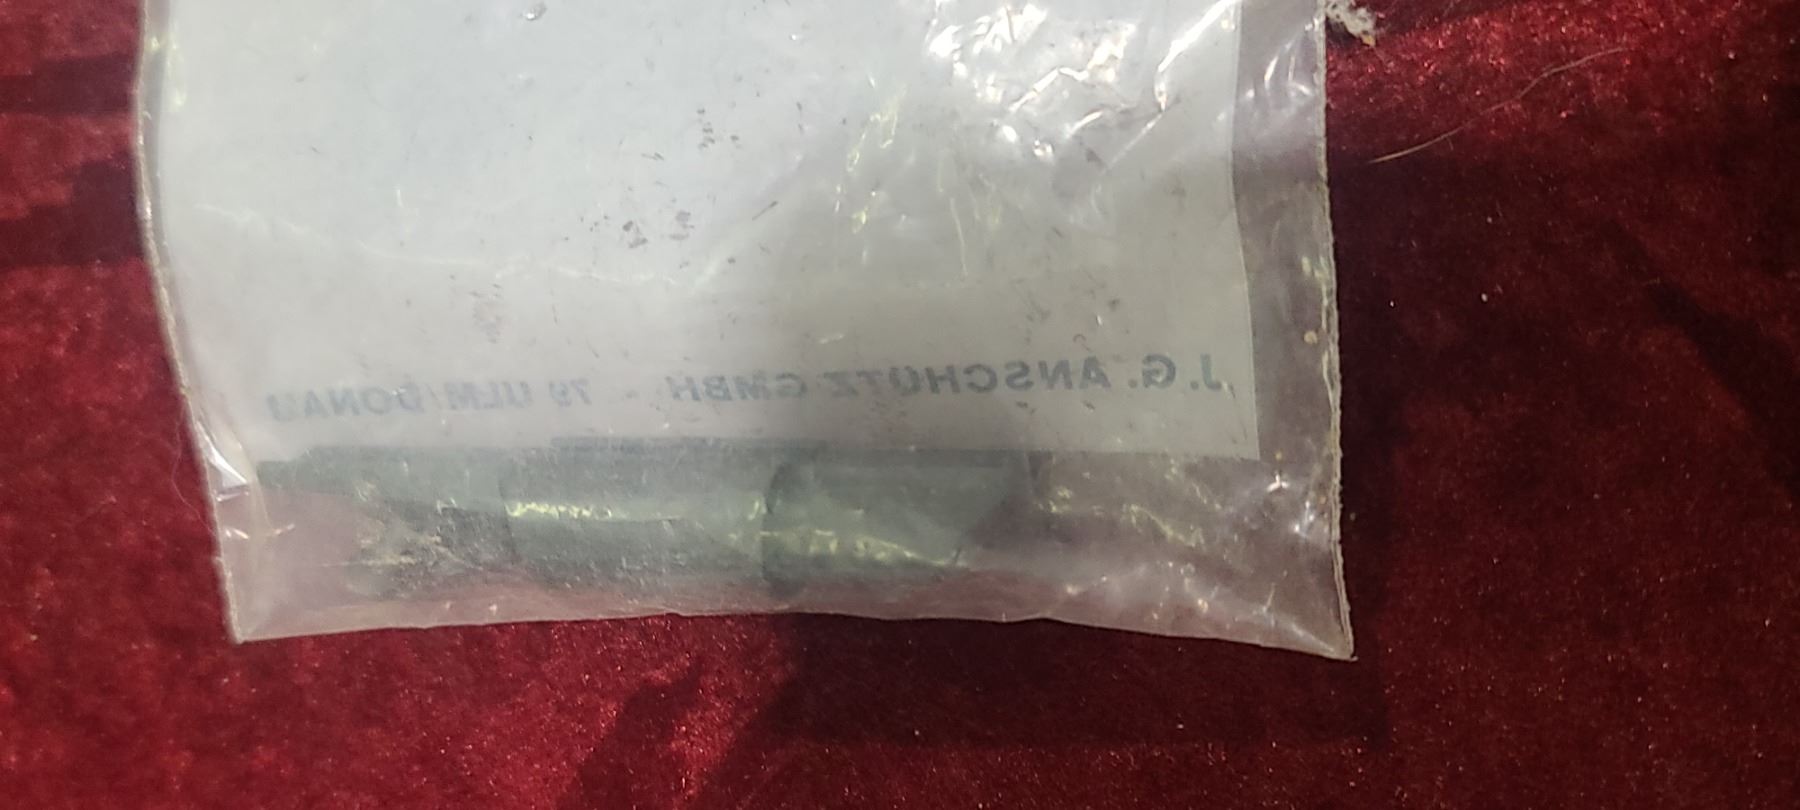 J.G. ANSCHÜTZ GMBH - 79 ULM/DONAU